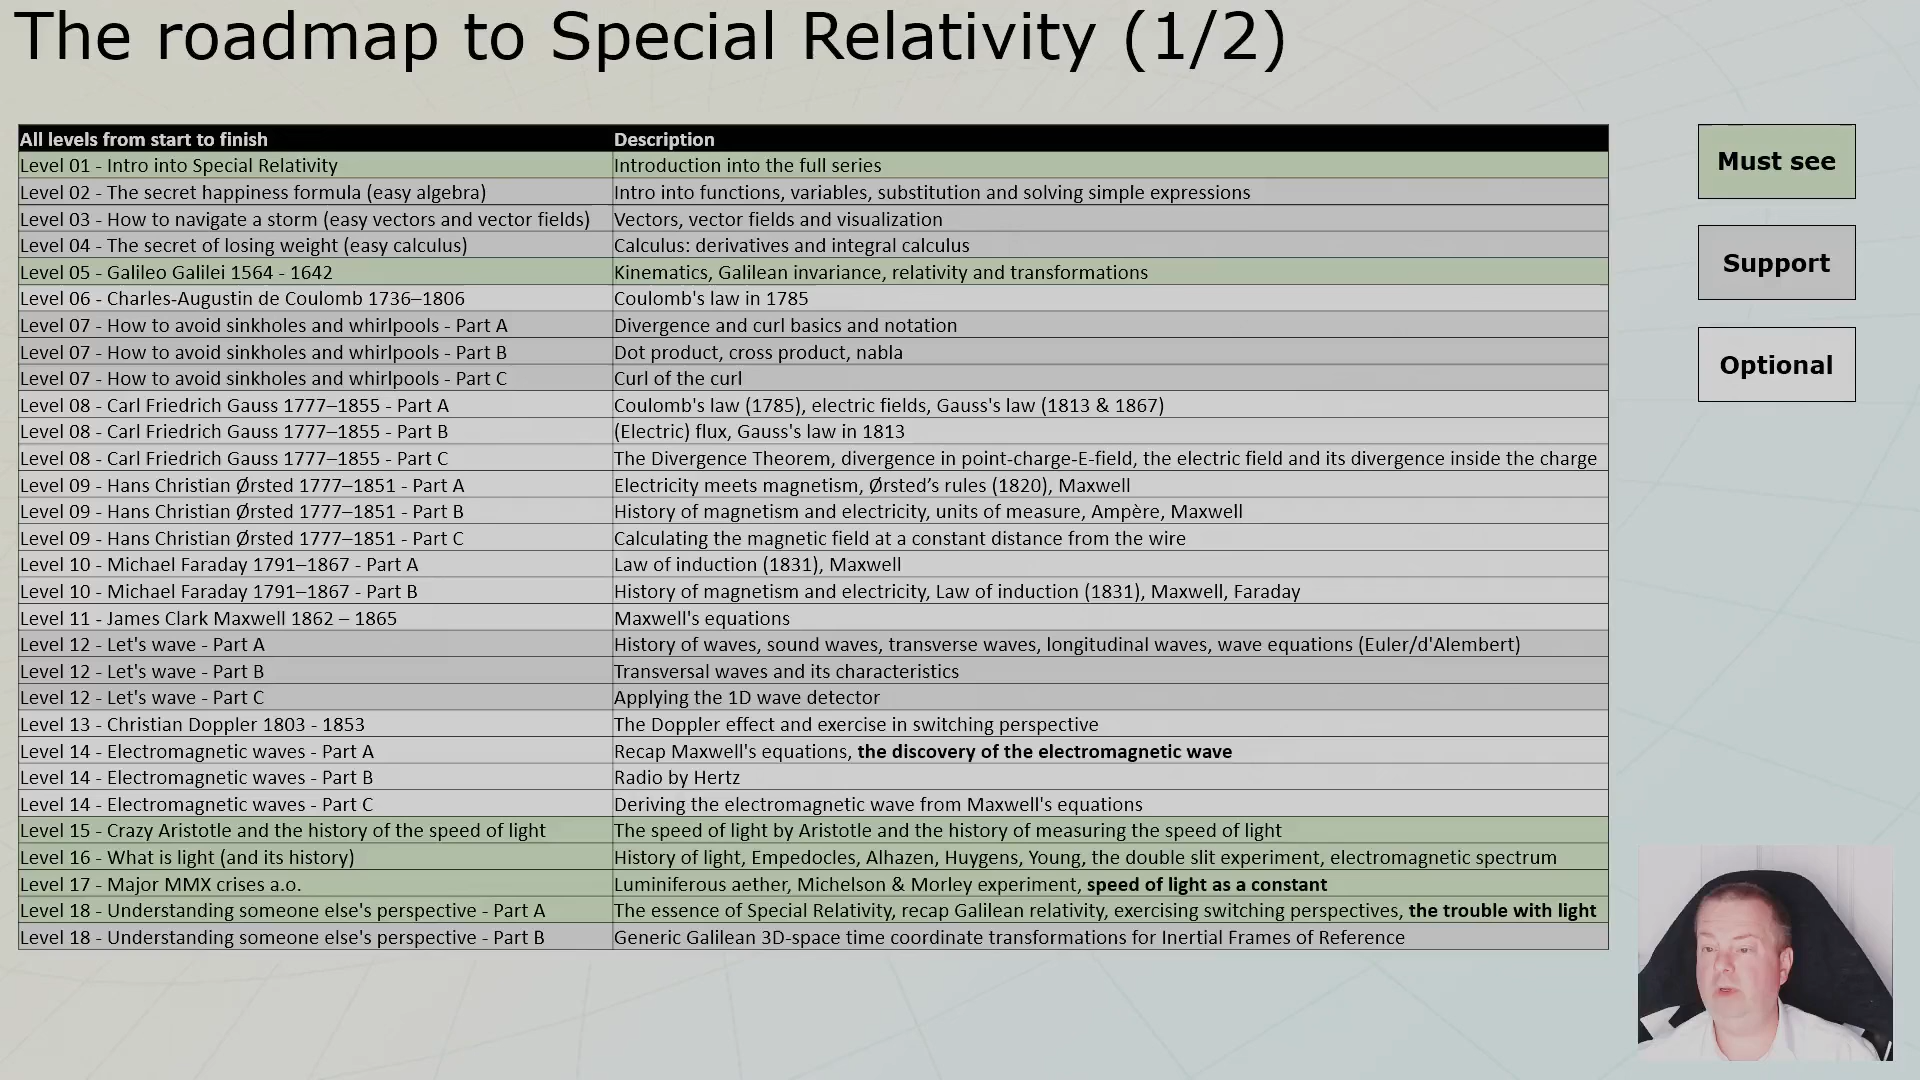 The roadmap to Special Relativity (1/2)
All levels from start to finish Description
Level 01 - Intro into Special Relativity Introduction into the full series
Level 02 - The secret happiness formula (easy algebra) Intro into functions, variables, substitution and solving simple expressions
Level 03 - How to navigate a storm (easy vectors and vector fields) Vectors, vector fields and visualization
Level 04 - The secret of losing weight (easy calculus) Calculus: derivatives and integral calculus
Level 05 - Galileo Galilei 1564 - 1642 Kinematics, Galilean invariance, relativity and transformations
Level 06 - Charles-Augustin de Coulomb 1736–1806 Coulomb's law in 1785
Level 07 - How to avoid sinkholes and whirlpools - Part A Divergence and curl basics and notation
Level 07 - How to avoid sinkholes and whirlpools - Part B Dot product, cross product, nabla
Level 07 - How to avoid sinkholes and whirlpools - Part C Curl of the curl
Level 08 - Carl Friedrich Gauss 1777–1855 - Part A Coulomb's law (1785), electric fields, Gauss's law (1813 & 1867)
Level 08 - Carl Friedrich Gauss 1777–1855 - Part B (Electric) flux, Gauss's law in 1813
Level 08 - Carl Friedrich Gauss 1777–1855 - Part C The Divergence Theorem, divergence in point-charge-E-field, the electric field and its divergence inside the charge
Level 09 - Hans Christian Ørsted 1777–1851 - Part A Electricity meets magnetism, Ørsted’s rules (1820), Maxwell
Level 09 - Hans Christian Ørsted 1777–1851 - Part B History of magnetism and electricity, units of measure, Ampère, Maxwell
Level 09 - Hans Christian Ørsted 1777–1851 - Part C Calculating the magnetic field at a constant distance from the wire
Level 10 - Michael Faraday 1791–1867 - Part A Law of induction (1831), Maxwell
Level 10 - Michael Faraday 1791–1867 - Part B History of magnetism and electricity, Law of induction (1831), Maxwell, Faraday
Level 11 - James Clark Maxwell 1862 – 1865 Maxwell's equations
Level 12 - Let's wave - Part A History of waves, sound waves, transverse waves, longitudinal waves, wave equations (Euler/d'Alembert)
Level 12 - Let's wave - Part B Transversal waves and its characteristics
Level 12 - Let's wave - Part C Applying the 1D wave detector
Level 13 - Christian Doppler 1803 - 1853 The Doppler effect and exercise in switching perspective
Level 14 - Electromagnetic waves - Part A Recap Maxwell's equations, the discovery of the electromagnetic wave
Level 14 - Electromagnetic waves - Part B Radio by Hertz
Level 14 - Electromagnetic waves - Part C Deriving the electromagnetic wave from Maxwell's equations
Level 15 - Crazy Aristotle and the history of the speed of light The speed of light by Aristotle and the history of measuring the speed of light
Level 16 - What is light (and its history) History of light, Empedocles, Alhazen, Huygens, Young, the double slit experiment, electromagnetic spectrum
Level 17 - Major MMX crises a.o. Luminiferous aether, Michelson & Morley experiment, speed of light as a constant
Level 18 - Understanding someone else's perspective - Part A The essence of Special Relativity, recap Galilean relativity, exercising switching perspectives, the trouble with light
Level 18 - Understanding someone else's perspective - Part B Generic Galilean 3D-space time coordinate transformations for Inertial Frames of Reference
Must see
Support
Optional